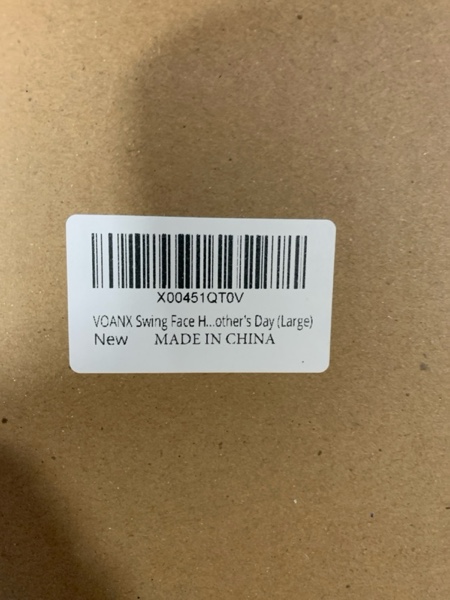 X00451QT0V
VOANX Swing Face H...other's Day (Large)
New MADE IN CHINA